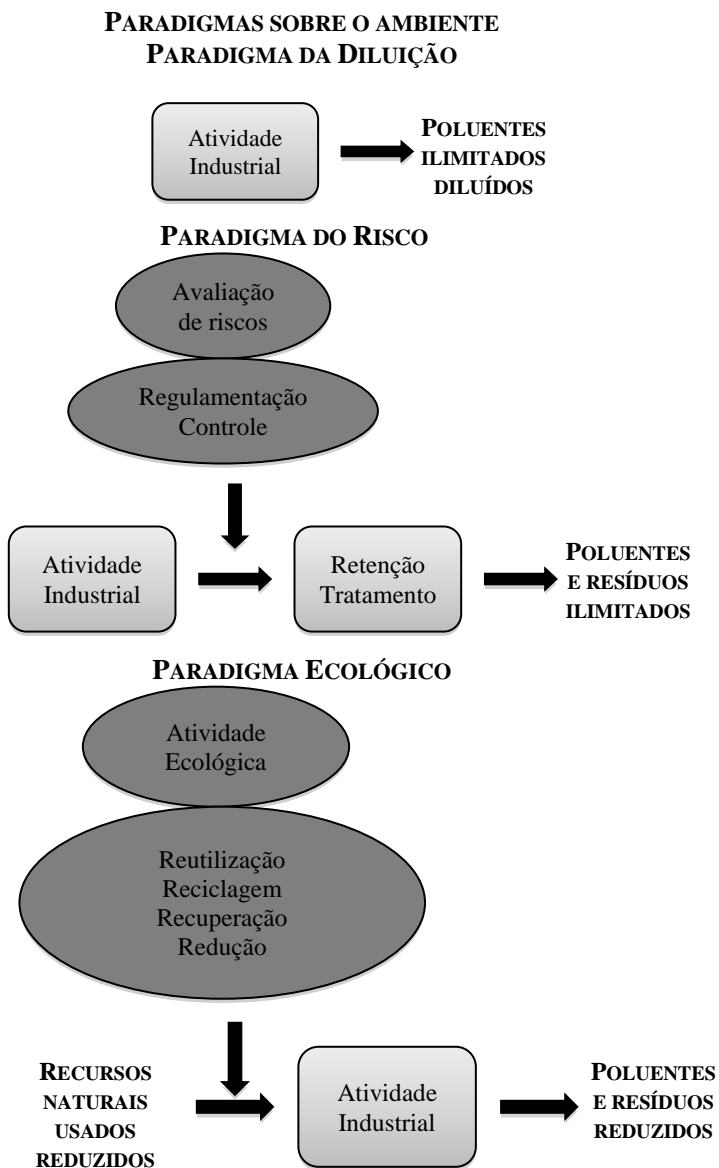 PARADIGMAS SOBRE O AMBIENTE
PARADIGMA DA DILUIÇÃO
Atividade
Industrial
POLUENTES
ILIMITADOS
DILUÍDOS
PARADIGMA DO RISCO
Avaliação
de riscos
Regulamentação
Controle
Atividade
Industrial
Retenção
Tratamento
POLUENTES
E RESÍDUOS
ILIMITADOS
PARADIGMA ECOLÓGICO
Atividade
Ecológica
Reutilização
Reciclagem
Recuperação
Redução
RECURSOS
NATURAIS
USADOS
REDUZIDOS
Atividade
Industrial
POLUENTES
E RESÍDUOS
REDUZIDOS